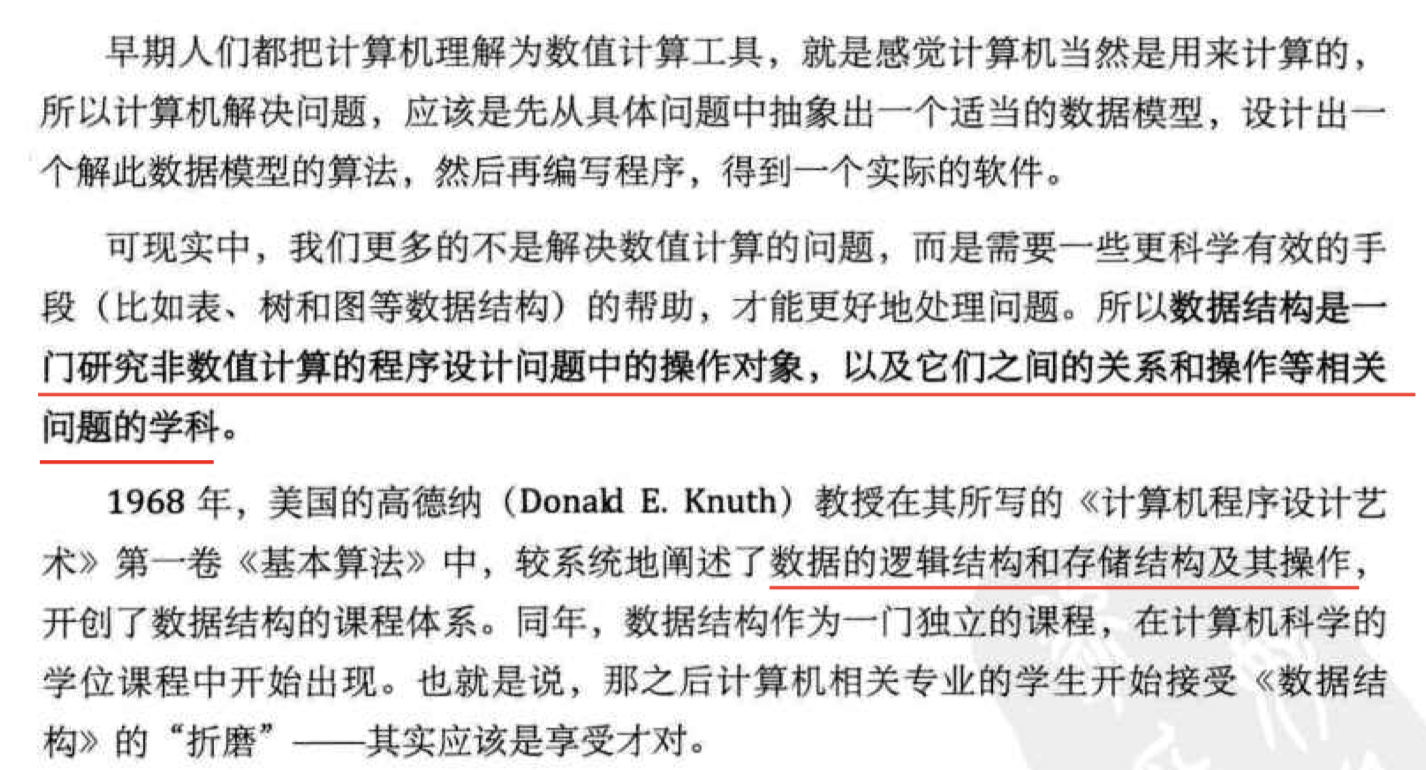 早期人们都把计算机理解为数值计算工具，就是感觉计算机当然是用来计算的，
所以计算机解决问题，应该是先从具体问题中抽象出一个适当的数据模型，设计出一
个解此数据模型的算法，然后再编写程序，得到一个实际的软件。
可现实中，我们更多的不是解决数值计算的问题，而是需要一些更科学有效的手
段（比如表、树和图等数据结构）的帮助，才能更好地处理问题。所以数据结构是一
门研究非数值计算的程序设计问题中的操作对象，以及它们之间的关系和操作等相关
问题的学科。
1968 年，美国的高德纳（Donald E. Knuth）教授在其所写的《计算机程序设计艺
术》第一卷《基本算法》中，较系统地阐述了数据的逻辑结构和存储结构及其操作，
开创了数据结构的课程体系。同年，数据结构作为一门独立的课程，在计算机科学的
学位课程中开始出现。也就是说，那之后计算机相关专业的学生开始接受《数据结
构》的“折磨”——其实应该是享受才对。